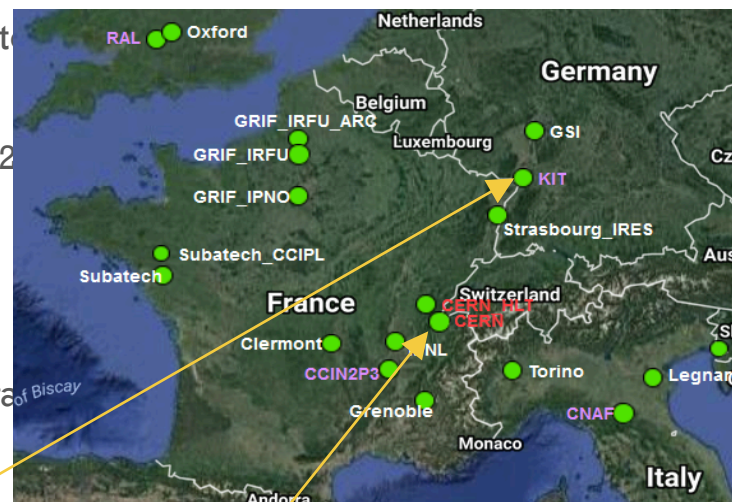 Netherlands
RAL
Oxford
Germany
Belgium
GRIF_IRFU_ARC
Luxembourg
GSI
GRIF_IRFU
KIT
GRIF_IPNO
Strasbourg_IRES
Subatech_CCIPL
Subatech
France
Switzerland
CERN_HLT
CERN
Clermont
CCIN2P3
Torino
of Biscay
Grenoble
CNAF
Monaco
Italy
Andorra